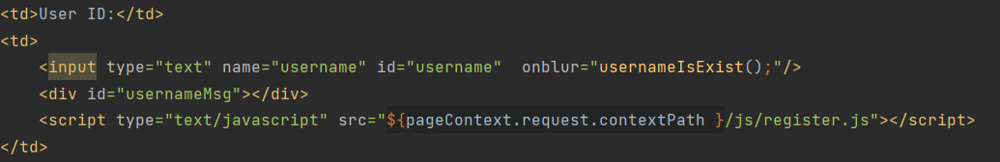 <td>User ID:</td>
<td>
    <input type="text" name="username" id="username"  onblur="usernameIsExist();"/>
    <div id="usernameMsg"></div>
    <script type="text/javascript" src="${pageContext.request.contextPath }/js/register.js"></script>
</td>